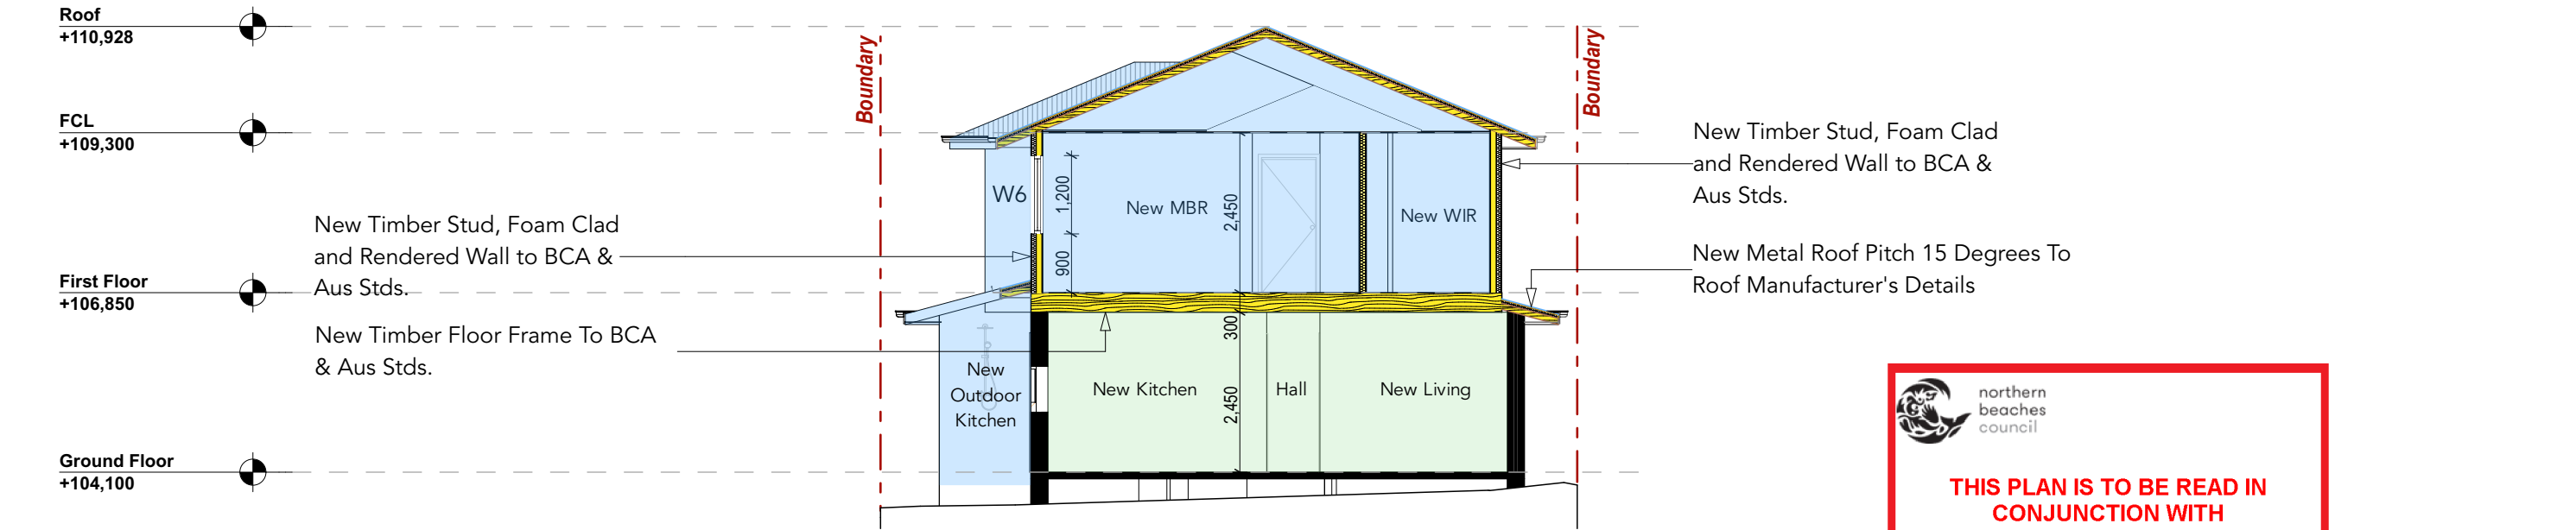 Roof
+110,928
FCL
+109,300
First Floor
+106,850
Ground Floor
+104,100
New Timber Stud, Foam Clad
and Rendered Wall to BCA &
Aus Stds.
New Timber Floor Frame To BCA
& Aus Stds.
Boundary
W6
1,200
900
New MBR
2,450
New WIR
300
New
Outdoor
Kitchen
New Kitchen
2,450
Hall
New Living
Boundary
New Timber Stud, Foam Clad
and Rendered Wall to BCA &
Aus Stds.
New Metal Roof Pitch 15 Degrees To
Roof Manufacturer's Details
northern
beaches
council
THIS PLAN IS TO BE READ IN
CONJUNCTION WITH